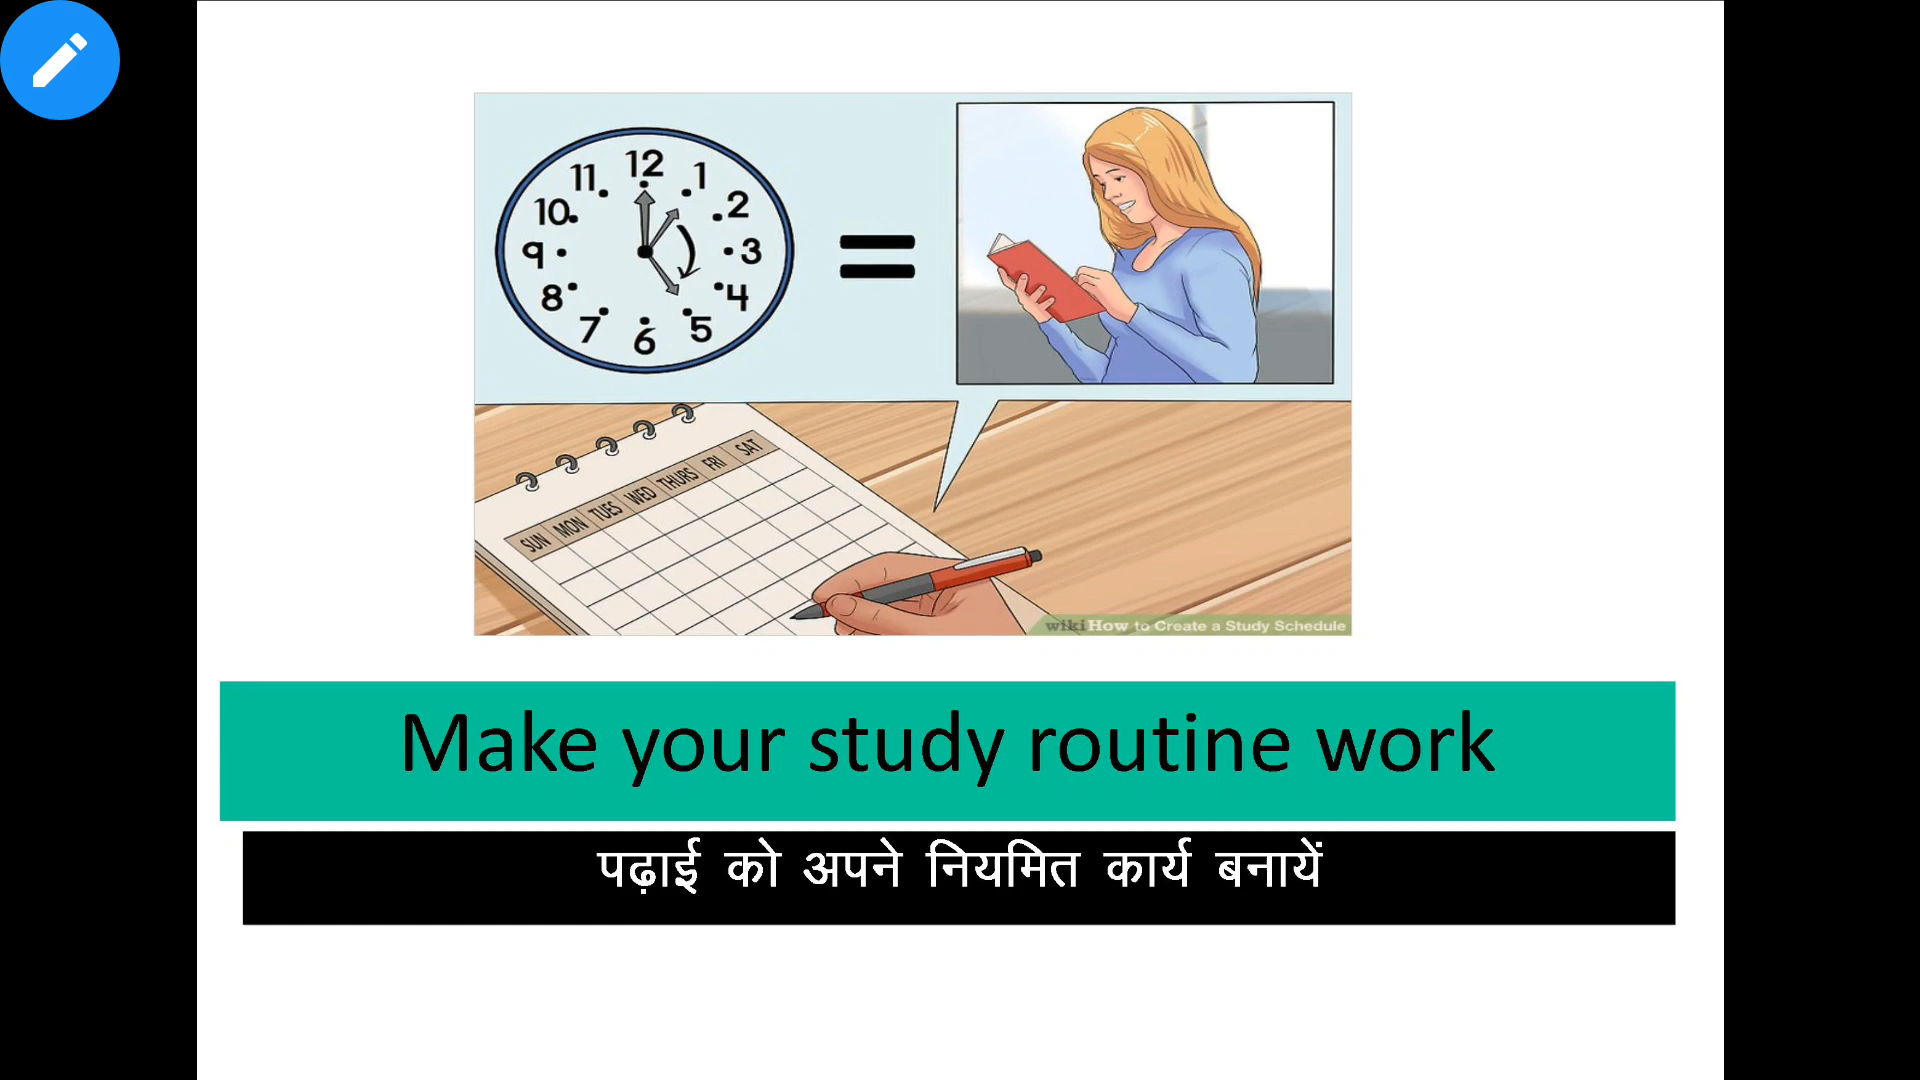 12
11 1
10 2
9 3
8 4
7 5
6
SUN MON TUES WED THURS FRI SAT
wikiHow to Create a Study Schedule
Make your study routine work
पढ़ाई को अपने नियमित कार्य बनायें